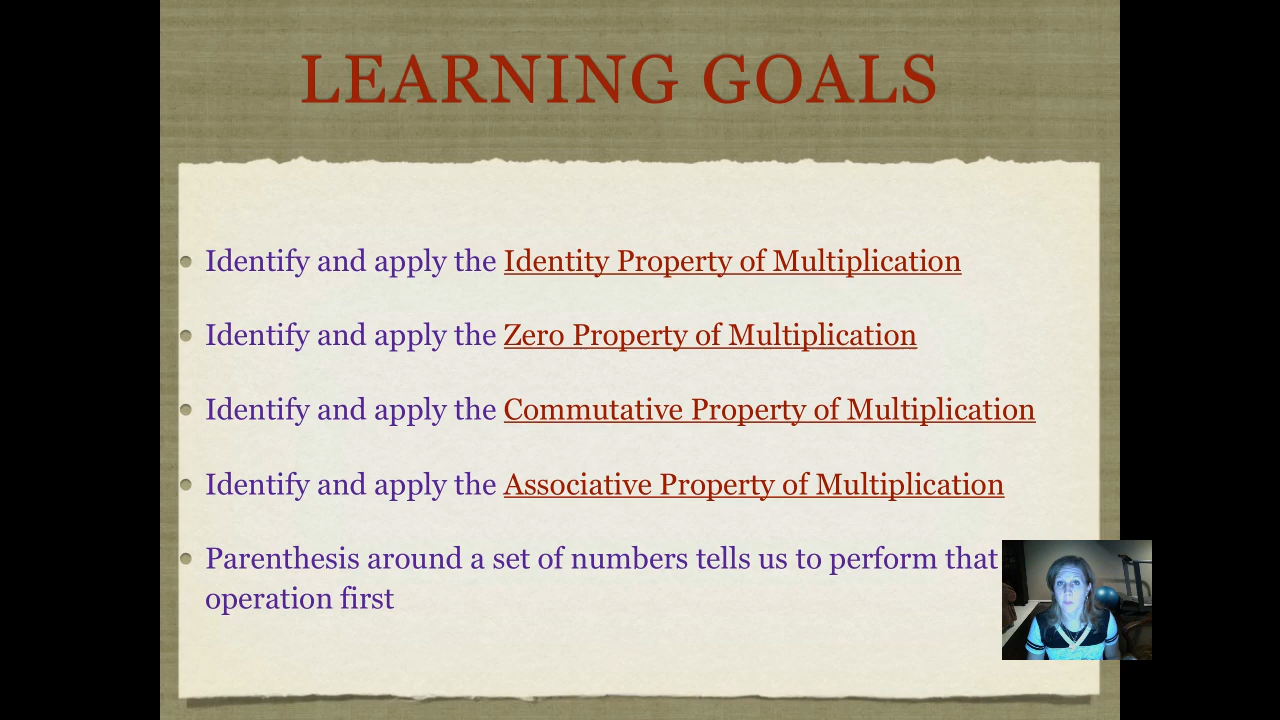 LEARNING GOALS
Identify and apply the Identity Property of Multiplication
Identify and apply the Zero Property of Multiplication
Identify and apply the Commutative Property of Multiplication
Identify and apply the Associative Property of Multiplication
Parenthesis around a set of numbers tells us to perform that
operation first